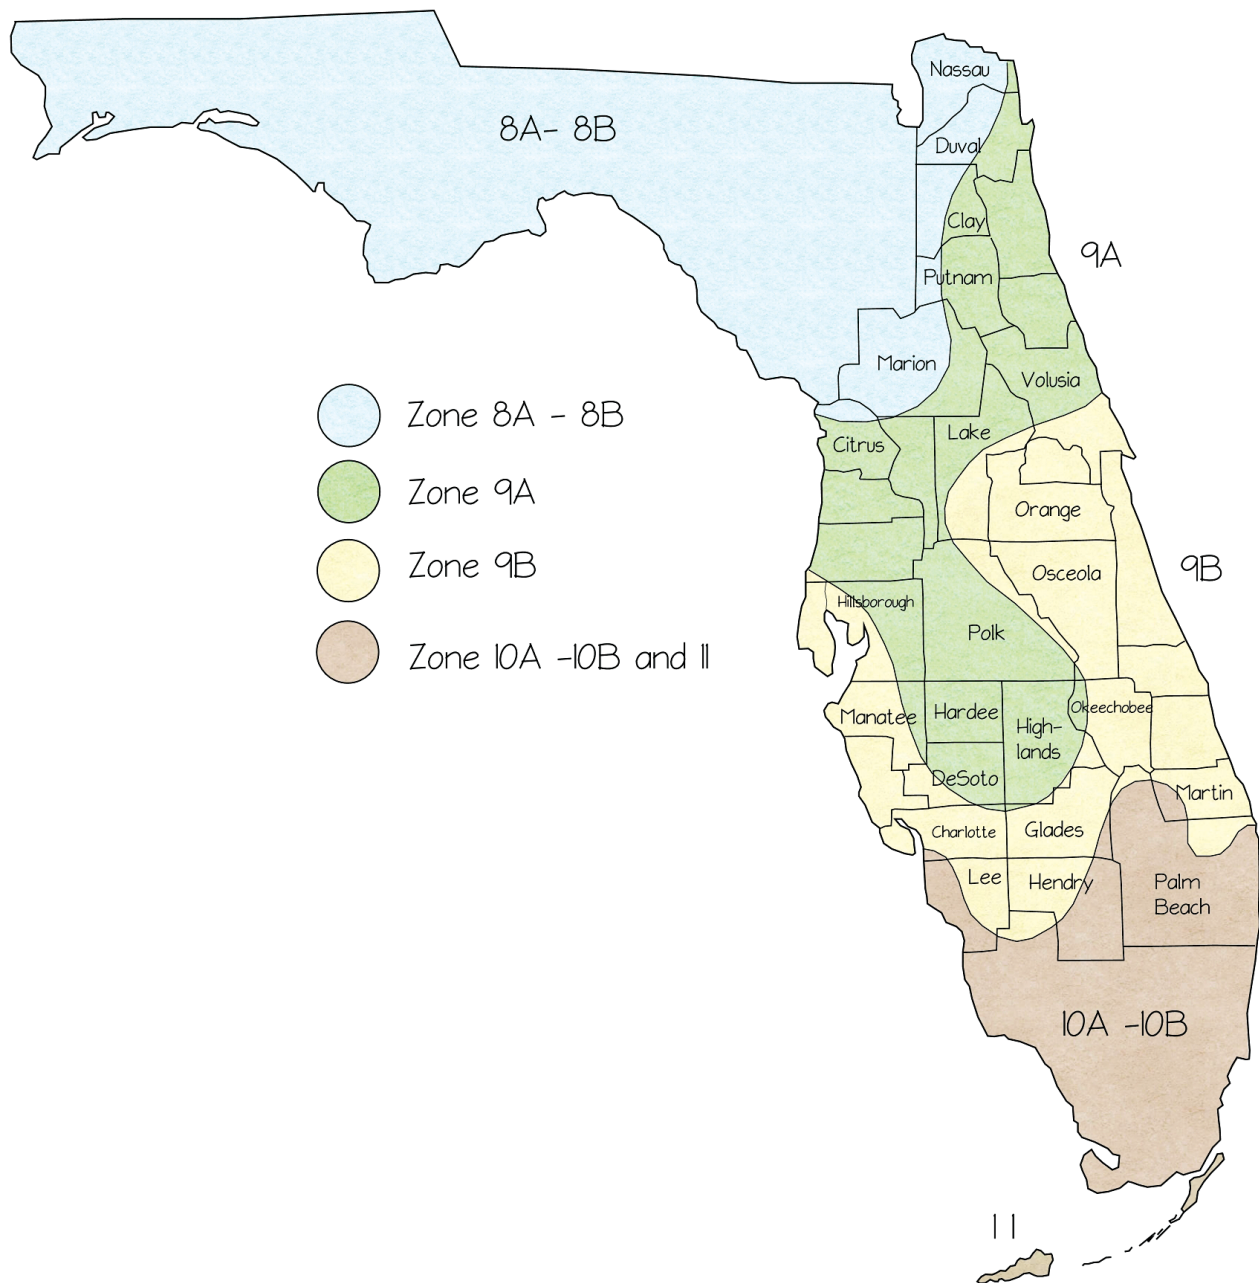 Nassau
8A- 8B
Duval
Clay
9A
Putnam
Marion
Volusia
Zone 8A - 8B
Lake
Citrus
Zone 9A
Orange
Zone 9B
Osceola
9B
Hillsborough
Polk
Zone 10A -10B and 11
Okeechobee
Manatee
Hardee
High-
lands
DeSoto
Martin
Charlotte
Glades
Lee
Hendry
Palm
Beach
10A -10B
11